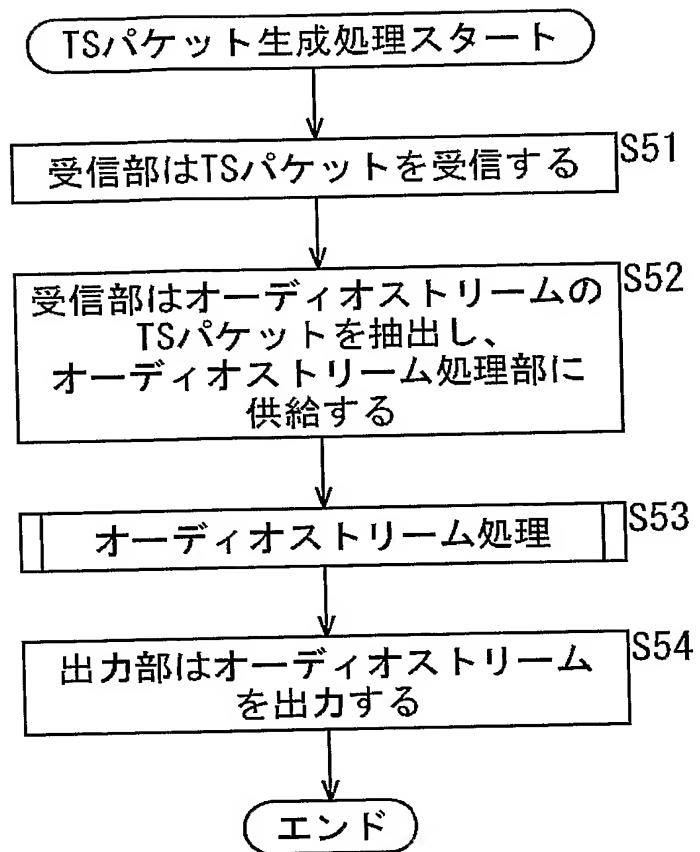 TSパケット生成処理スタート
受信部はTSパケットを受信する
S51
受信部はオーディオストリームの
TSパケットを抽出し、
オーディオストリーム処理部に
供給する
S52
オーディオストリーム処理
S53
出力部はオーディオストリーム
を出力する
S54
エンド